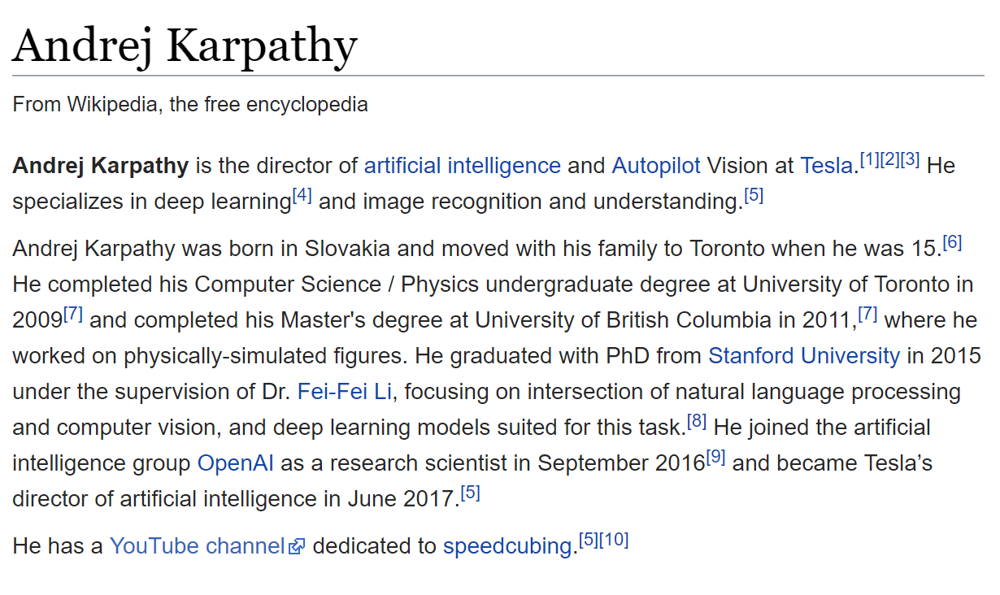 Andrej Karpathy
From Wikipedia, the free encyclopedia
Andrej Karpathy is the director of artificial intelligence and Autopilot Vision at Tesla.[1][2][3] He
specializes in deep learning[4] and image recognition and understanding.[5]
Andrej Karpathy was born in Slovakia and moved with his family to Toronto when he was 15.[6]
He completed his Computer Science / Physics undergraduate degree at University of Toronto in
2009[7] and completed his Master's degree at University of British Columbia in 2011,[7] where he
worked on physically-simulated figures. He graduated with PhD from Stanford University in 2015
under the supervision of Dr. Fei-Fei Li, focusing on intersection of natural language processing
and computer vision, and deep learning models suited for this task.[8] He joined the artificial
intelligence group OpenAI as a research scientist in September 2016[9] and became Tesla’s
director of artificial intelligence in June 2017.[5]
He has a YouTube channel dedicated to speedcubing.[5][10]